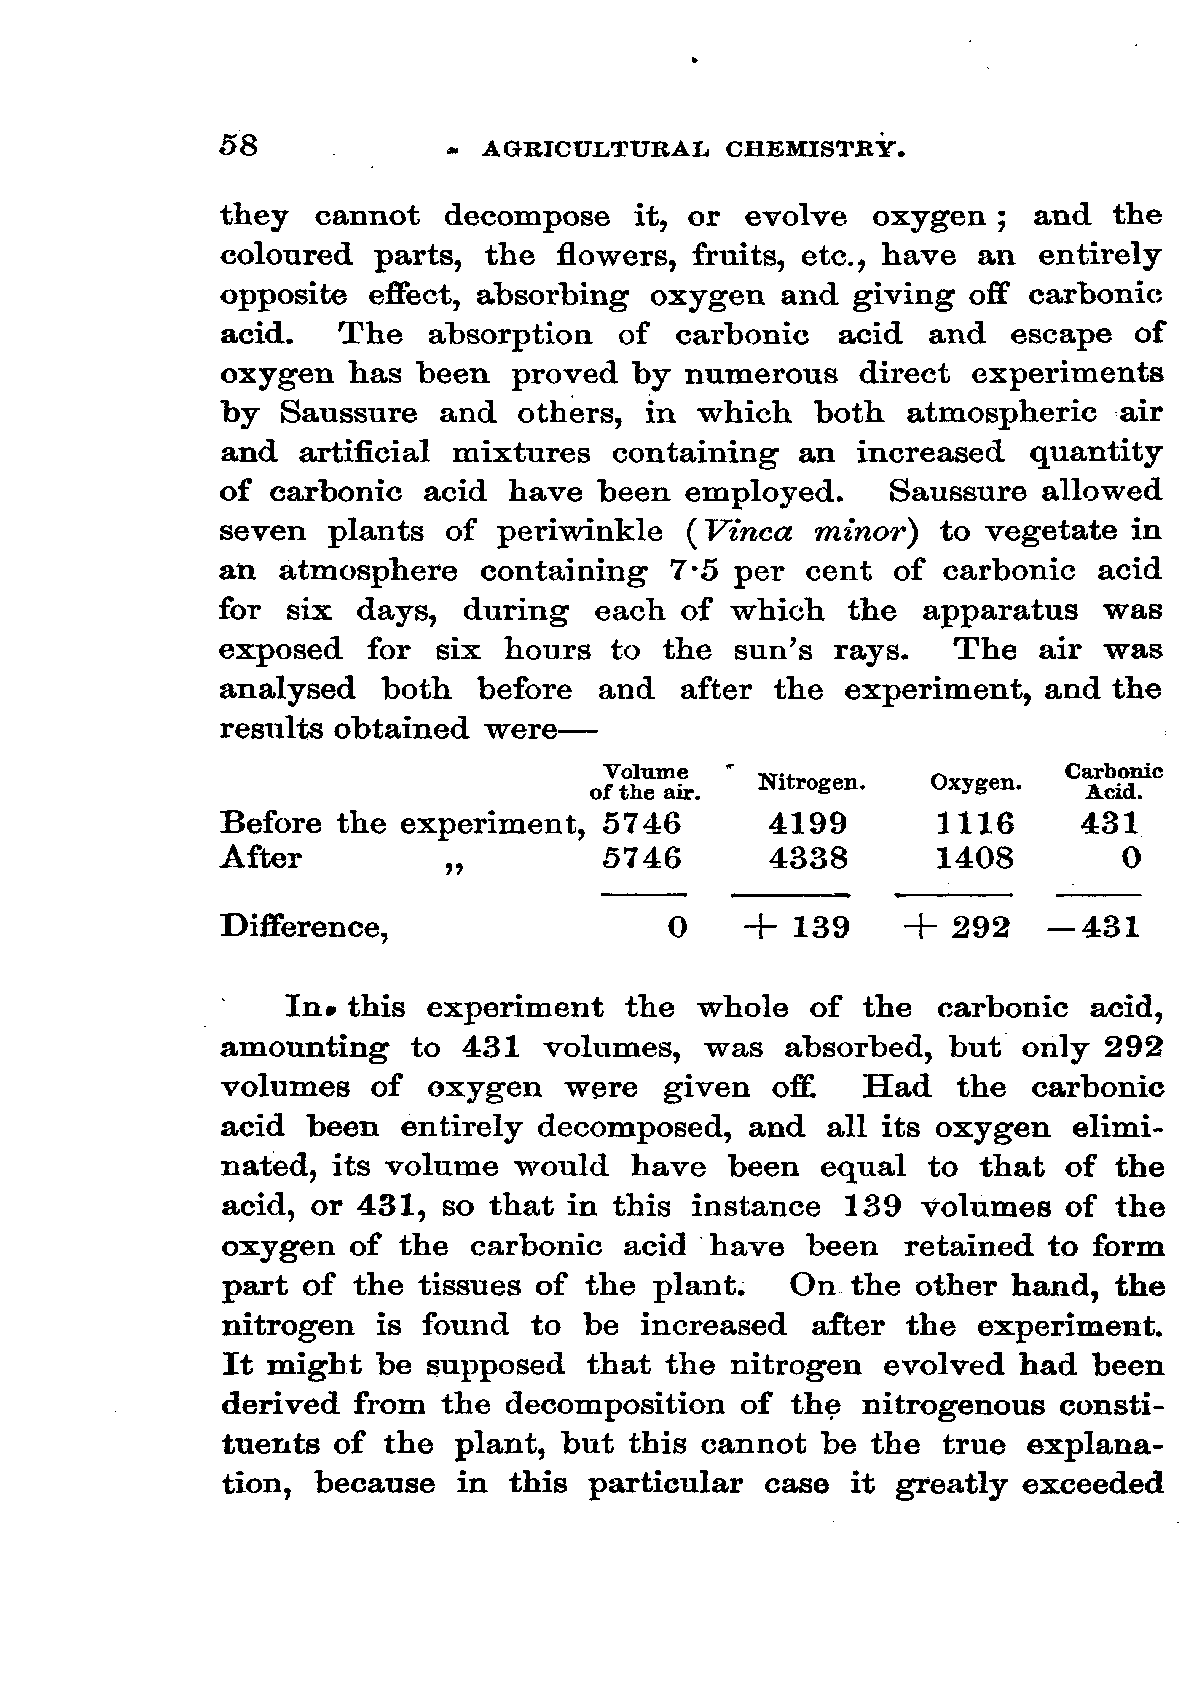 58 AGRICULTURAL CHEMISTRY.
they cannot decompose it, or evolve oxygen ; and the
coloured parts, the flowers, fruits, etc., have an entirely
opposite effect, absorbing oxygen and giving off carbonic
acid. The absorption of carbonic acid and escape of
oxygen has been proved by numerous direct experiments
by Saussure and others, in which both atmospheric air
and artificial mixtures containing an increased quantity
of carbonic acid have been employed. Saussure allowed
seven plants of periwinkle (Vinca minor) to vegetate in
an atmosphere containing 7·5 per cent of carbonic acid
for six days, during each of which the apparatus was
exposed for six hours to the sun's rays. The air was
analysed both before and after the experiment, and the
results obtained were—
Volume of the air. Nitrogen. Oxygen. Carbonic Acid.
Before the experiment, 5746 4199 1116 431
After „ 5746 4338 1408 0
Difference, 0 + 139 + 292 —431
In this experiment the whole of the carbonic acid,
amounting to 431 volumes, was absorbed, but only 292
volumes of oxygen were given off. Had the carbonic
acid been entirely decomposed, and all its oxygen elimi-
nated, its volume would have been equal to that of the
acid, or 431, so that in this instance 139 volumes of the
oxygen of the carbonic acid have been retained to form
part of the tissues of the plant. On the other hand, the
nitrogen is found to be increased after the experiment.
It might be supposed that the nitrogen evolved had been
derived from the decomposition of the nitrogenous consti-
tuents of the plant, but this cannot be the true explana-
tion, because in this particular case it greatly exceeded